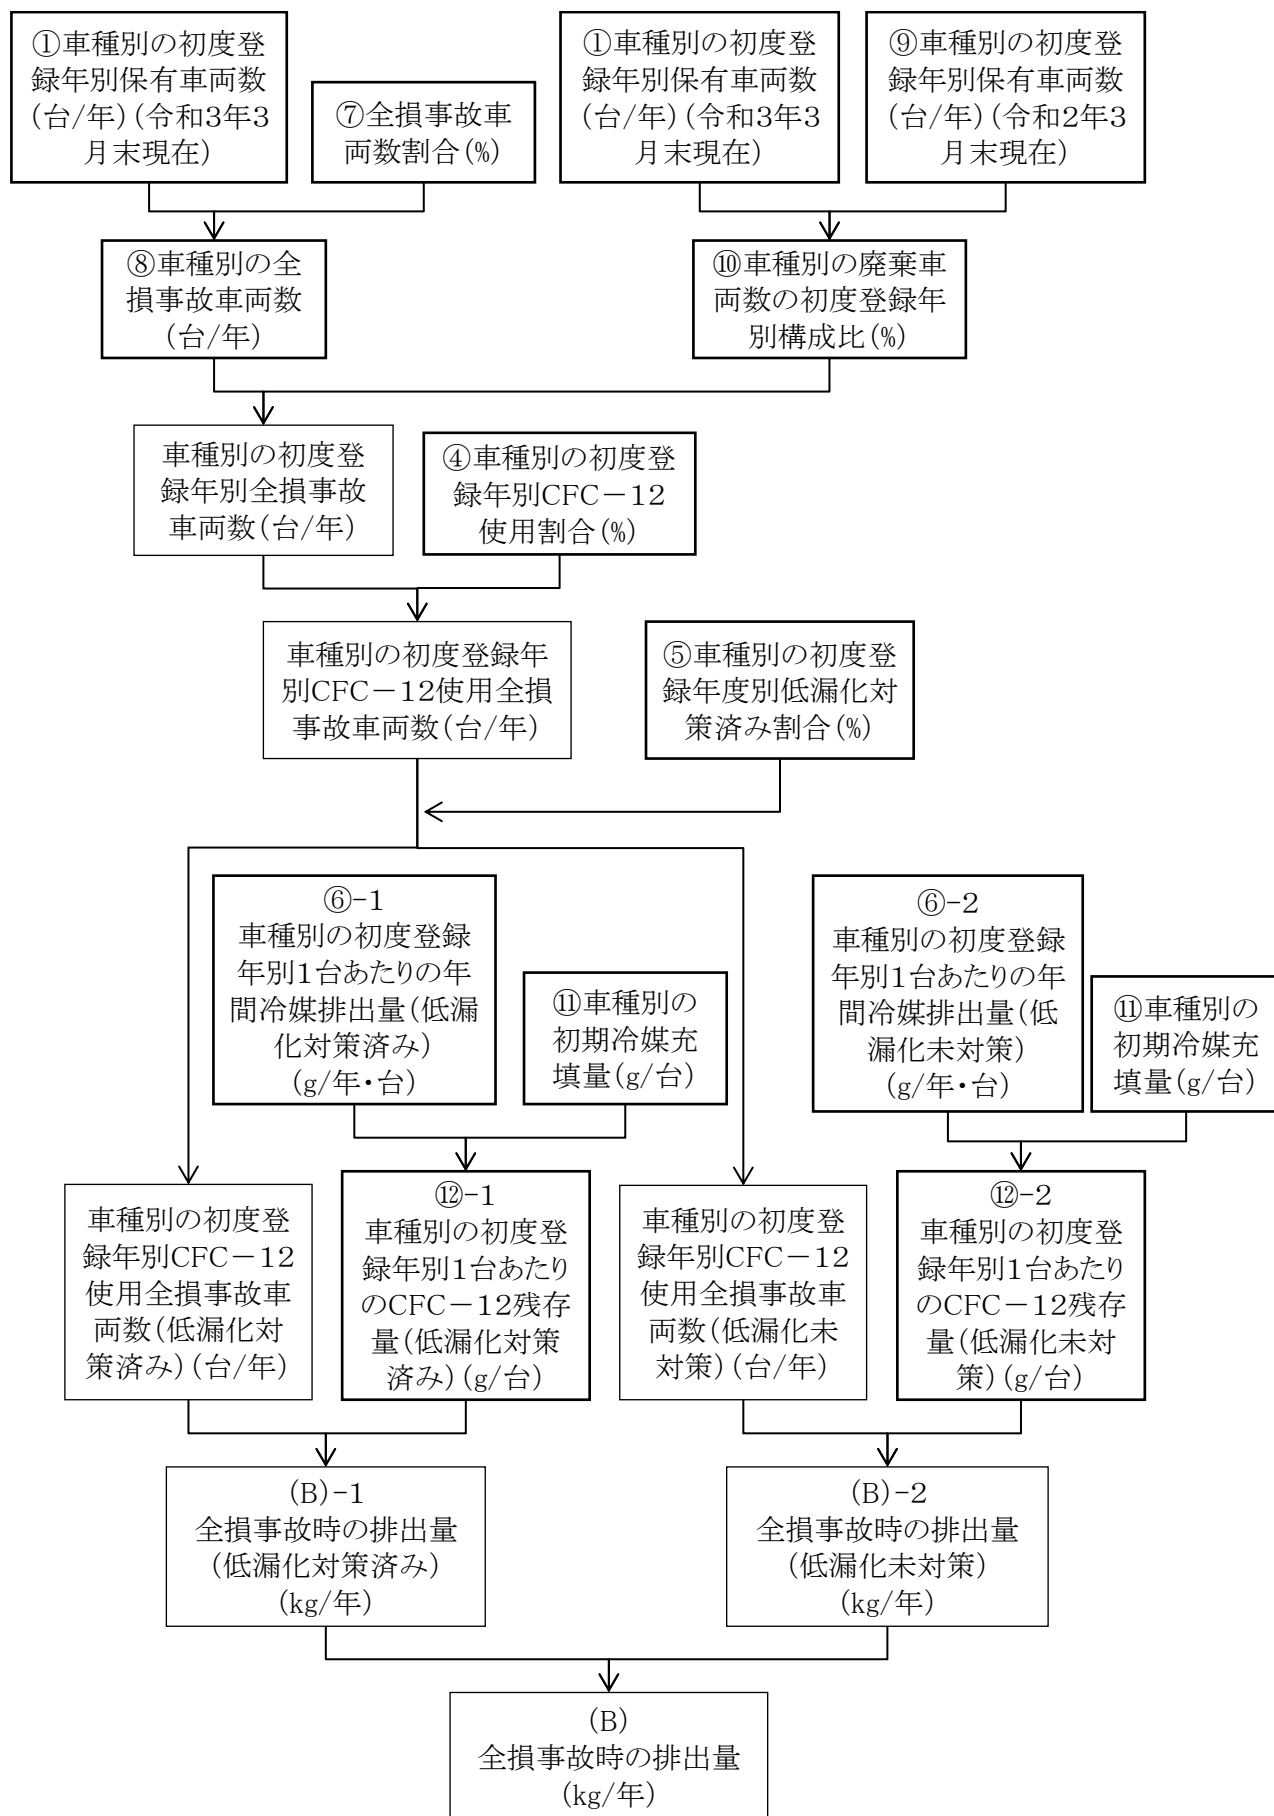 ①車種別の初度登
録年別保有車両数
(台/年)(令和3年3
月末現在)
⑦全損事故車
両数割合(%)
①車種別の初度登
録年別保有車両数
(台/年)(令和3年3
月末現在)
⑨車種別の初度登
録年別保有車両数
(台/年)(令和2年3
月末現在)
⑧車種別の全
損事故車両数
(台/年)
⑩車種別の廃棄車
両数の初度登録年
別構成比(%)
車種別の初度登
録年別全損事故
車両数(台/年)
④車種別の初度登
録年別CFC-12
使用割合(%)
車種別の初度登録年
別CFC-12使用全損
事故車両数(台/年)
⑤車種別の初度登
録年度別低漏化対
策済み割合(%)
⑥-1
車種別の初度登録
年別1台あたりの年
間冷媒排出量(低漏
化対策済み)
(g/年・台)
⑪車種別の
初期冷媒充
填量(g/台)
⑥-2
車種別の初度登録
年別1台あたりの年
間冷媒排出量(低
漏化未対策)
(g/年・台)
⑪車種別の
初期冷媒充
填量(g/台)
車種別の初度登
録年別CFC-12
使用全損事故車
両数(低漏化対
策済み)(台/年)
⑫-1
車種別の初度登
録年別1台あたり
のCFC-12残存
量(低漏化対策
済み)(g/台)
車種別の初度登
録年別CFC-12
使用全損事故車
両数(低漏化未
対策)(台/年)
⑫-2
車種別の初度登
録年別1台あたり
のCFC-12残存
量(低漏化未対
策)(g/台)
(B)-1
全損事故時の排出量
(低漏化対策済み)
(kg/年)
(B)-2
全損事故時の排出量
(低漏化未対策)
(kg/年)
(B)
全損事故時の排出量
(kg/年)